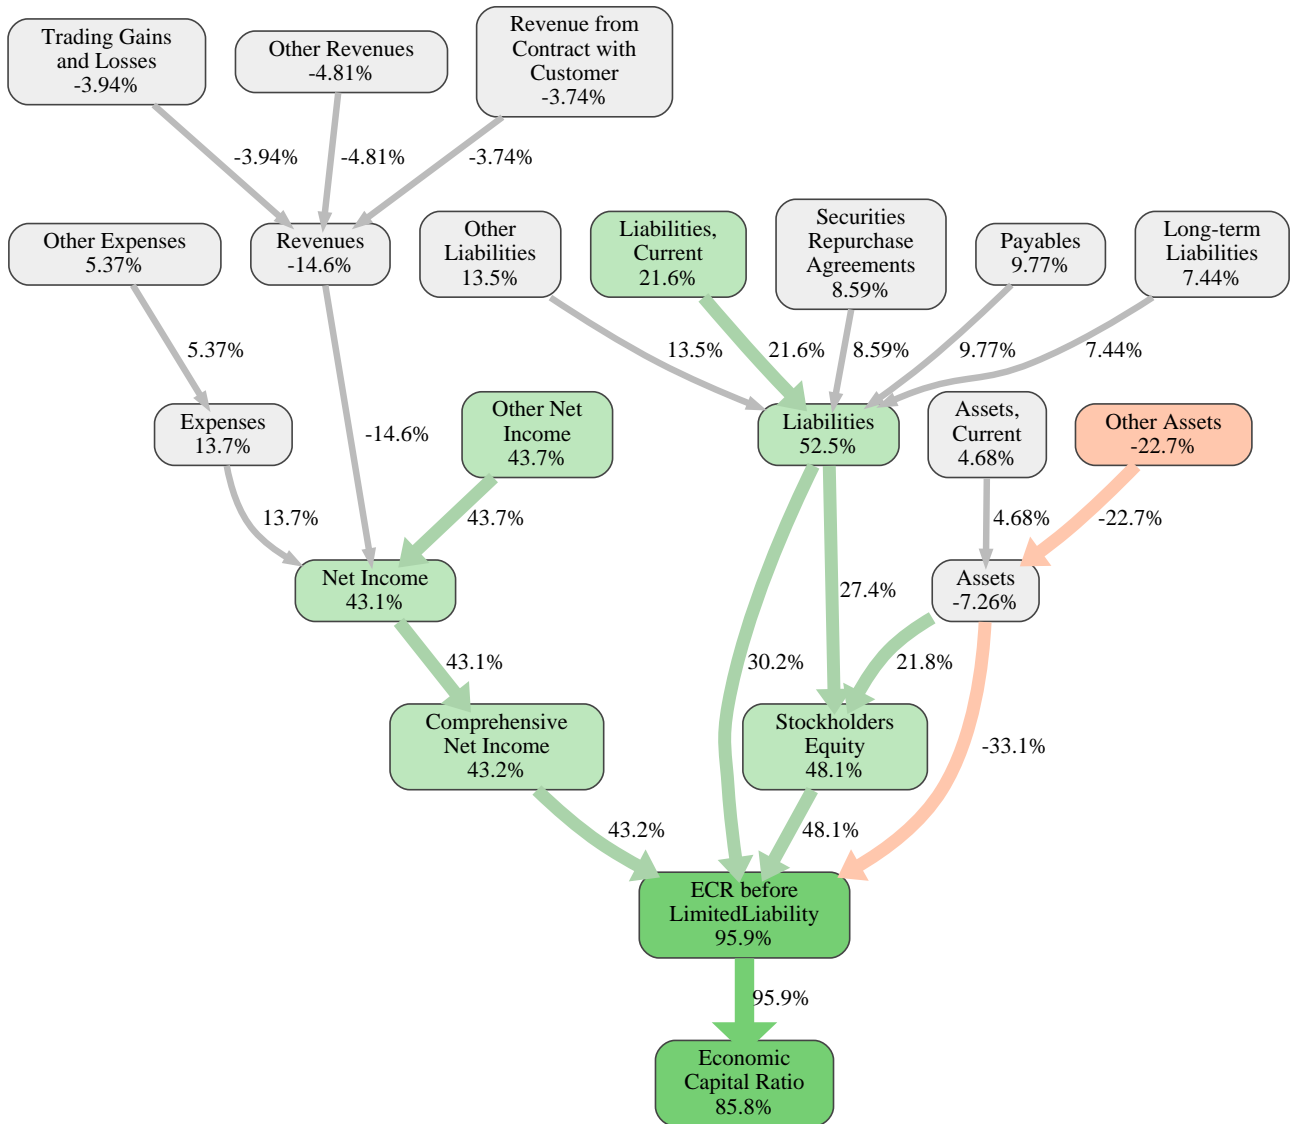 Trading Gains
and Losses
-3.94%
Other Revenues
-4.81%
Revenue from
Contract with
Customer
-3.74%
-3.94%
-4.81%
-3.74%
Other Expenses
5.37%
Revenues
-14.6%
Other
Liabilities
13.5%
Liabilities,
Current
21.6%
Securities
Repurchase
Agreements
8.59%
Payables
9.77%
Long-term
Liabilities
7.44%
5.37%
13.5%
21.6%
8.59%
9.77%
7.44%
Expenses
13.7%
-14.6%
Other Net
Income
43.7%
Liabilities
52.5%
Assets,
Current
4.68%
Other Assets
-22.7%
13.7%
43.7%
4.68%
-22.7%
Net Income
43.1%
27.4%
Assets
-7.26%
43.1%
30.2%
21.8%
Comprehensive
Net Income
43.2%
Stockholders
Equity
48.1%
-33.1%
43.2%
48.1%
ECR before
LimitedLiability
95.9%
95.9%
Economic
Capital Ratio
85.8%